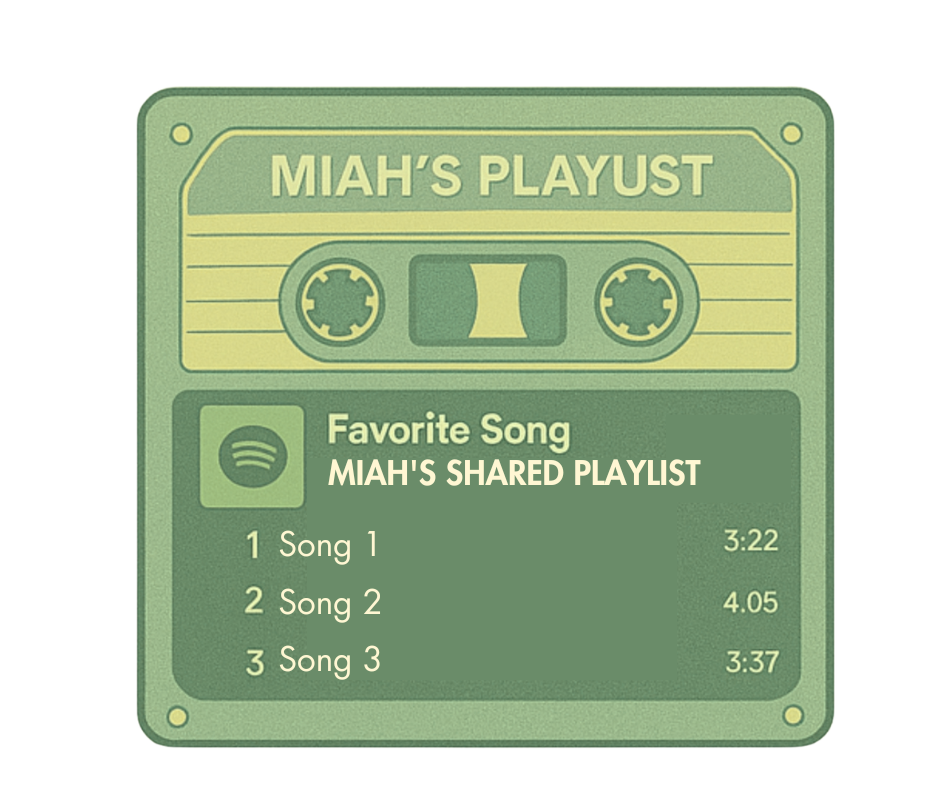 MIAH'S PLAYUST
Favorite Song
MIAH'S SHARED PLAYLIST
1 Song 1 3:22
2 Song 2 4.05
3 Song 3 3:37